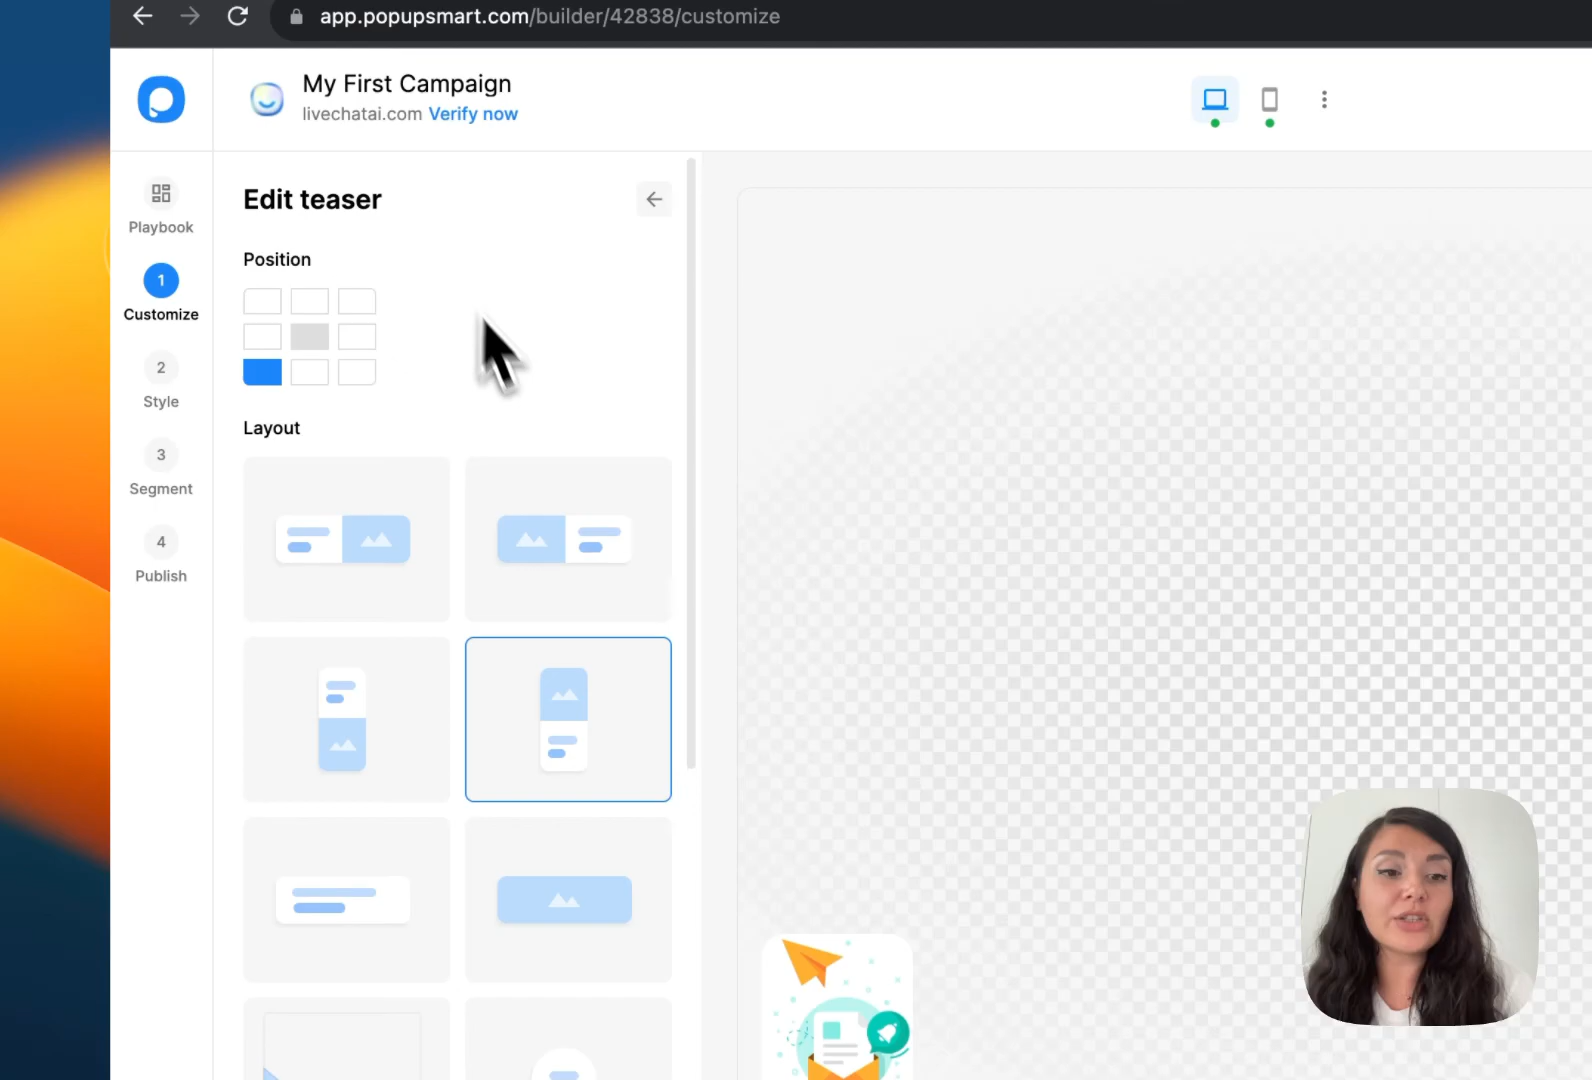 app.popupsmart.com/builder/42838/customize
My First Campaign
livechatai.com Verify now
Playbook
1
Customize
2
Style
3
Segment
4
Publish
Edit teaser
Position
Layout